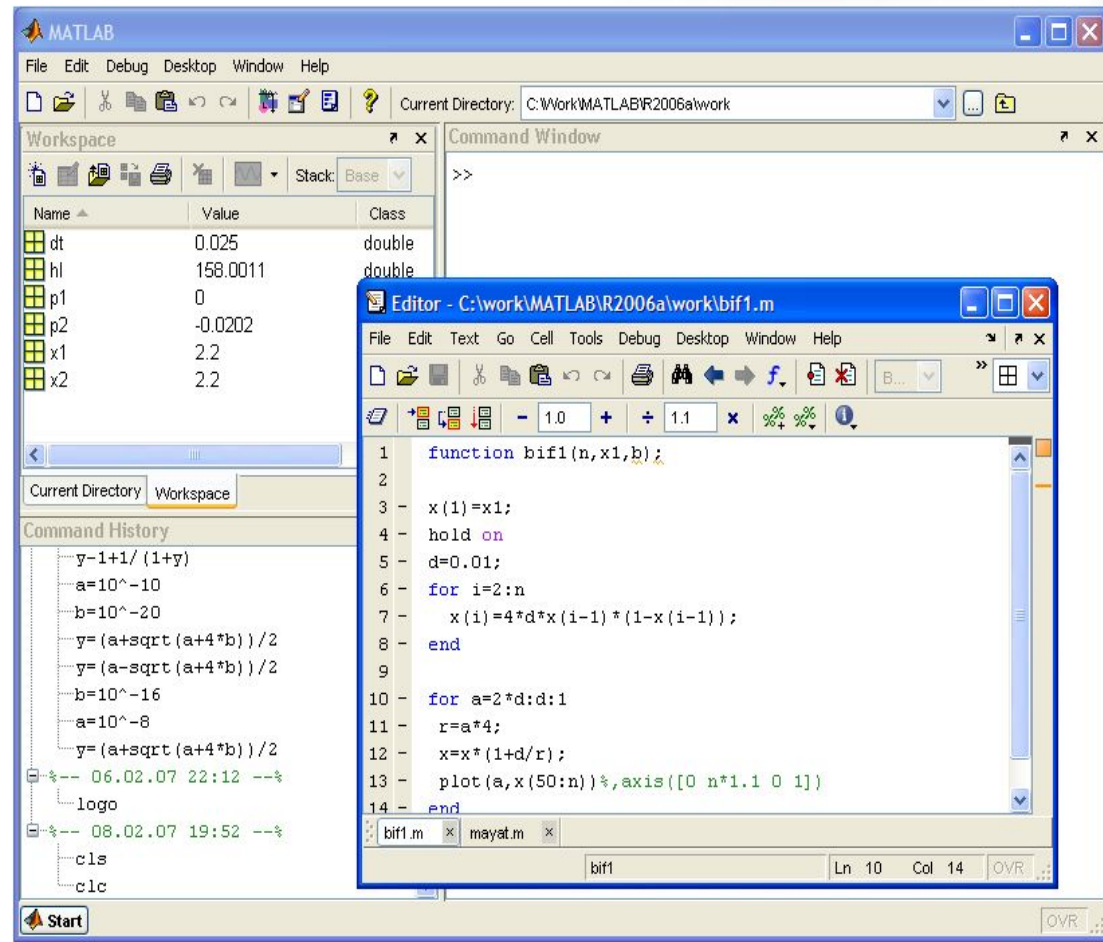 MATLAB
File Edit Debug Desktop Window Help
Current Directory: C:\Work\MATLAB\R2006a\work
Workspace
Stack: Base
Name Value Class
dt 0.025 double
hl 158.0011 double
p1 0
p2 -0.0202
x1 2.2
x2 2.2
Current Directory Workspace
Command History
y-1+1/(1+y)
a=10^-10
b=10^-20
y=(a+sqrt(a+4*b))/2
y=(a-sqrt(a+4*b))/2
b=10^-16
a=10^-8
y=(a+sqrt(a+4*b))/2
%-- 06.02.07 22:12 --%
logo
%-- 08.02.07 19:52 --%
cls
clc
Command Window
>>
Editor - C:\work\MATLAB\R2006a\work\bif1.m
File Edit Text Go Cell Tools Debug Desktop Window Help
B...
- 1.0 + ÷ 1.1 ×
1 function bif1(n,x1,b);
2
3 - x(1)=x1;
4 - hold on
5 - d=0.01;
6 - for i=2:n
7 - x(i)=4*d*x(i-1)*(1-x(i-1));
8 - end
9
10 - for a=2*d:d:1
11 - r=a*4;
12 - x=x*(1+d/r);
13 - plot(a,x(50:n))%,axis([0 n*1.1 0 1])
14 - end
bif1.m mayat.m
bif1 Ln 10 Col 14 OVR
Start OVR